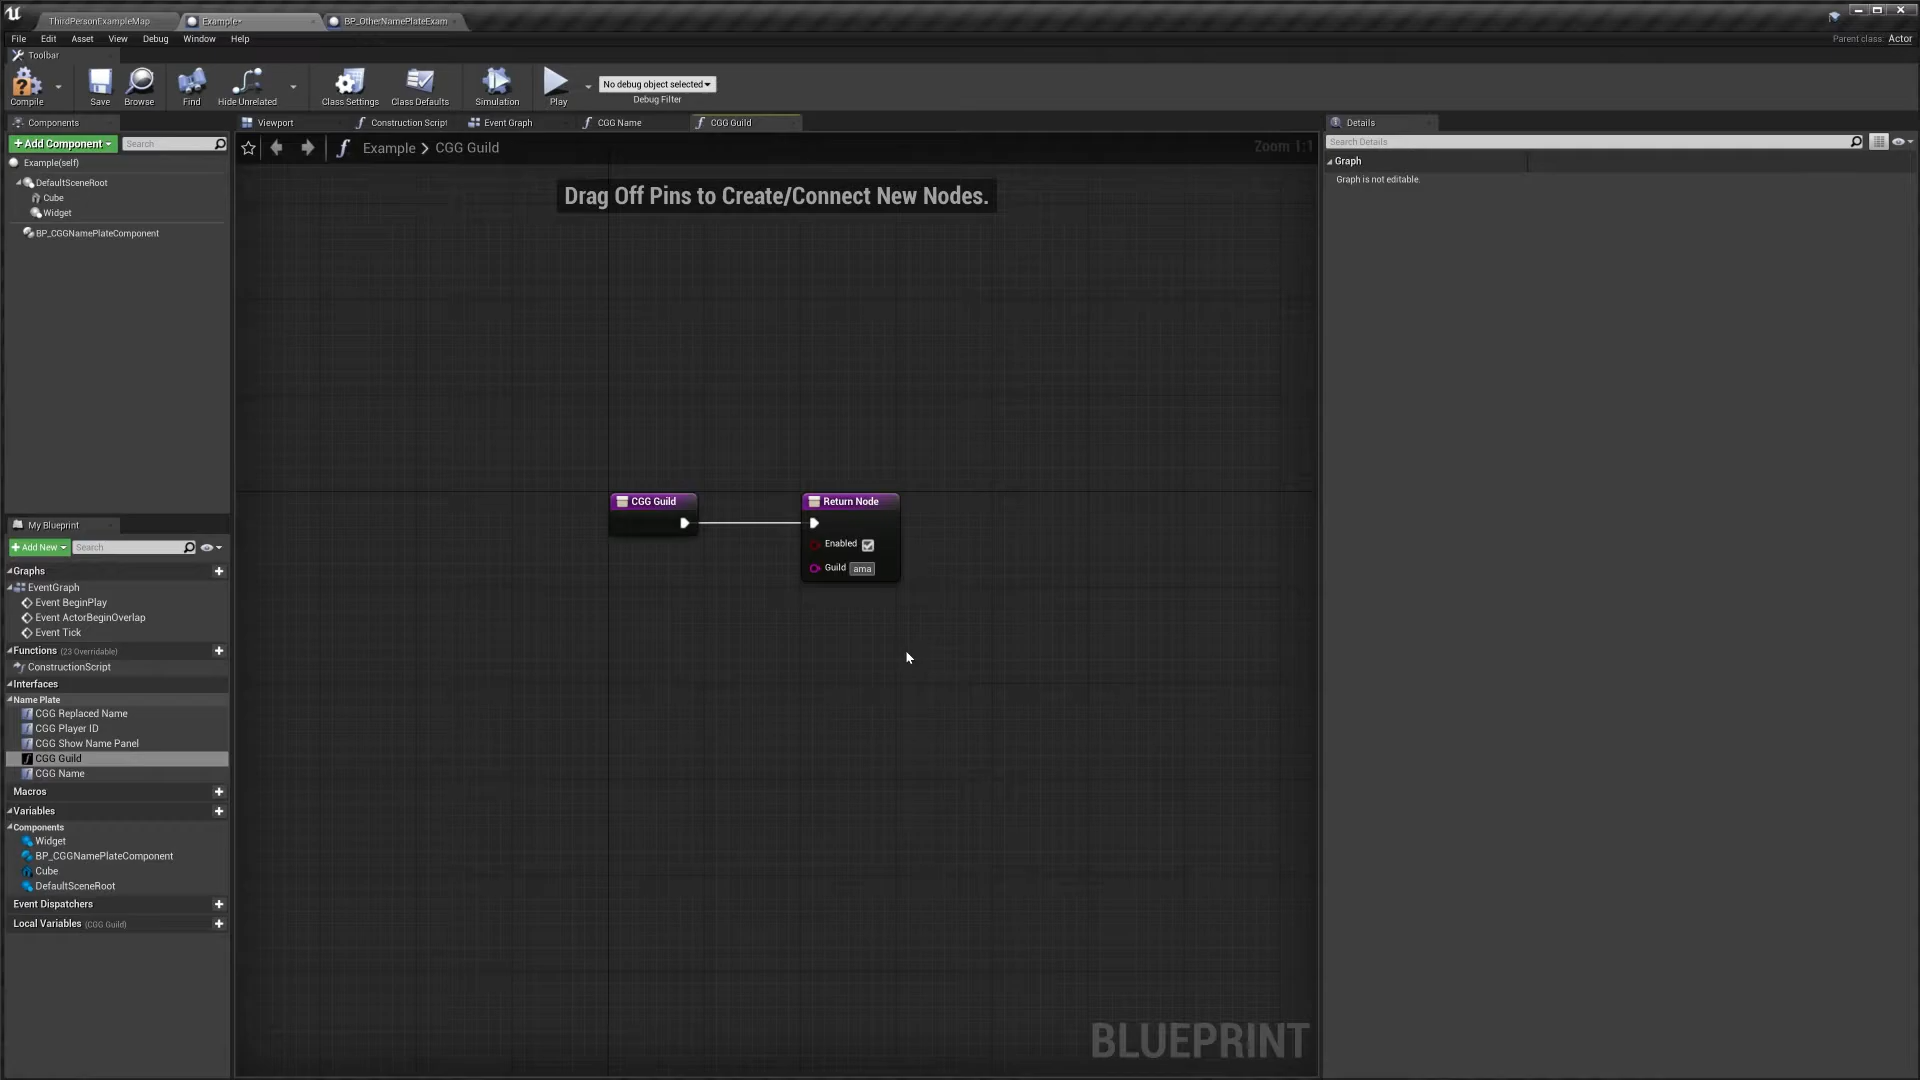 ThirdPersonExampleMap
Example*
BP_OtherNamePlateExam
File Edit Asset View Debug Window Help
Parent class: Actor
Toolbar
Compile
Save
Browse
Find
Hide Unrelated
Class Settings
Class Defaults
Simulation
Play
No debug object selected
Debug Filter
Components
+ Add Component
Search
Example(self)
DefaultSceneRoot
Cube
Widget
BP_CGGNamePlateComponent
My Blueprint
+ Add New
Search
Graphs
EventGraph
Event BeginPlay
Event ActorBeginOverlap
Event Tick
Functions (23 Overridable)
ConstructionScript
Interfaces
Name Plate
CGG Replaced Name
CGG Player ID
CGG Show Name Panel
CGG Guild
CGG Name
Macros
Variables
Components
Widget
BP_CGGNamePlateComponent
Cube
DefaultSceneRoot
Event Dispatchers
Local Variables (CGG Guild)
Viewport
Construction Script
Event Graph
CGG Name
CGG Guild
Example > CGG Guild
Zoom 1:1
Drag Off Pins to Create/Connect New Nodes.
CGG Guild
Return Node
Enabled
Guild ama
BLUEPRINT
Details
Search Details
Graph
Graph is not editable.